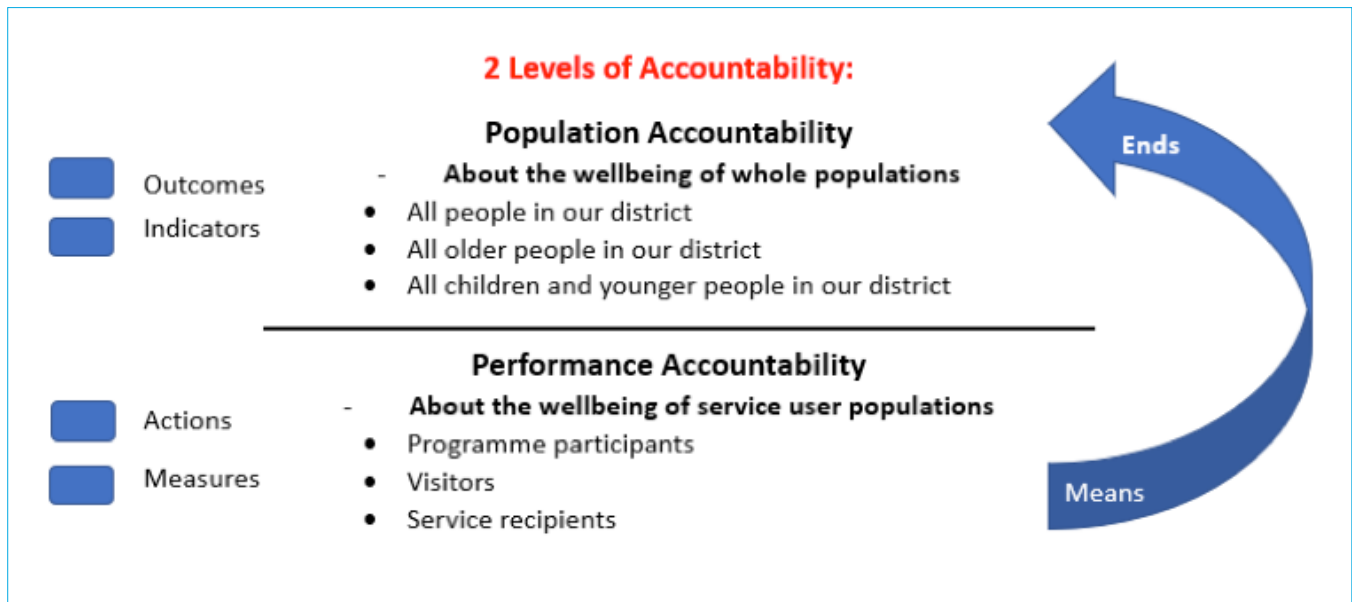 2 Levels of Accountability:
Population Accountability
- About the wellbeing of whole populations
Outcomes
Indicators
• All people in our district
• All older people in our district
• All children and younger people in our district
Ends
Performance Accountability
- About the wellbeing of service user populations
Actions
Measures
• Programme participants
• Visitors
• Service recipients
Means